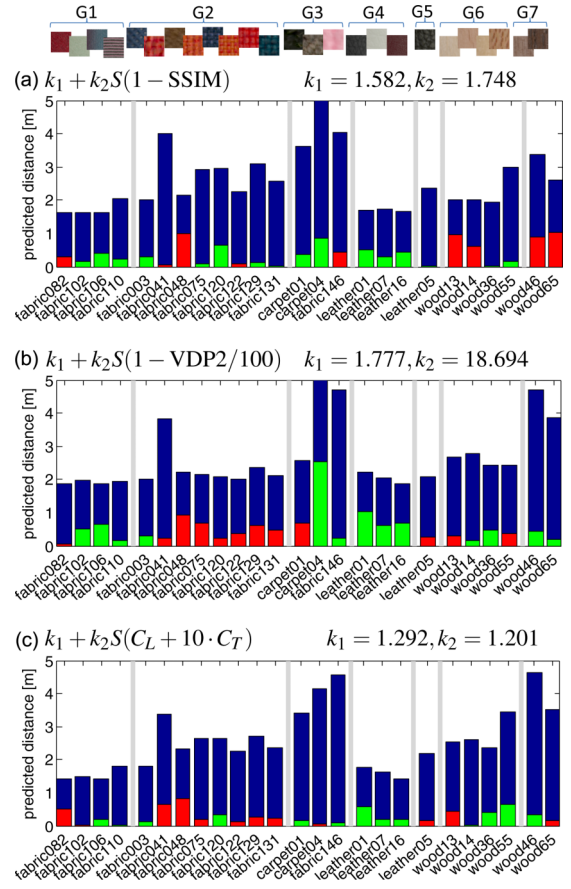 G1 G2 G3 G4 G5 G6 G7
(a) k₁ + k₂S(1 − SSIM) k₁ = 1.582, k₂ = 1.748
predicted distance [m]
5
4
3
2
1
0
fabric082 fabric102 fabric106 fabric110 fabric003 fabric041 fabric048 fabric075 fabric120 fabric122 fabric129 fabric131 carpet01 carpet04 fabric146 leather01 leather07 leather16 leather05 wood13 wood14 wood36 wood55 wood46 wood65
(b) k₁ + k₂S(1 − VDP2/100) k₁ = 1.777, k₂ = 18.694
predicted distance [m]
5
4
3
2
1
0
fabric082 fabric102 fabric106 fabric110 fabric003 fabric041 fabric048 fabric075 fabric120 fabric122 fabric129 fabric131 carpet01 carpet04 fabric146 leather01 leather07 leather16 leather05 wood13 wood14 wood36 wood55 wood46 wood65
(c) k₁ + k₂S(C_L + 10 · C_T) k₁ = 1.292, k₂ = 1.201
predicted distance [m]
5
4
3
2
1
0
fabric082 fabric102 fabric106 fabric110 fabric003 fabric041 fabric048 fabric075 fabric120 fabric122 fabric129 fabric131 carpet01 carpet04 fabric146 leather01 leather07 leather16 leather05 wood13 wood14 wood36 wood55 wood46 wood65